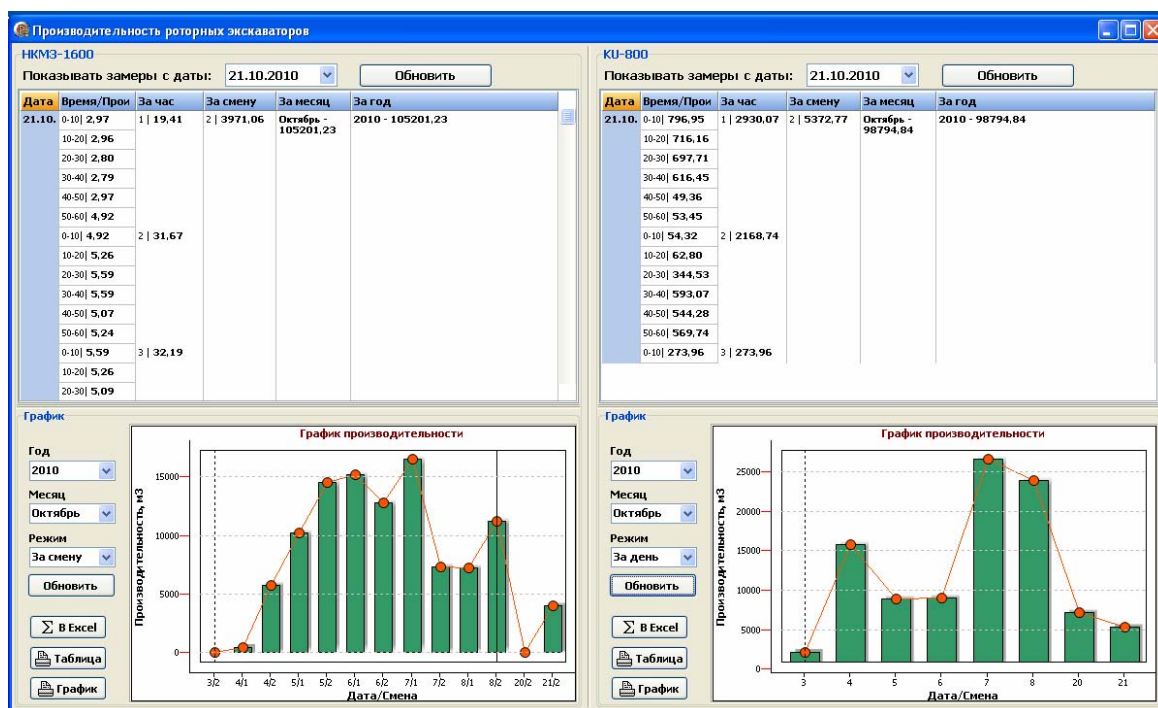 Производительность роторных экскаваторов
НКМЗ-1600
Показывать замеры с даты: 21.10.2010 Обновить
Дата Время/Прои За час За смену За месяц За год
21.10. 0-10| 2,97 1 | 19,41 2 | 3971,06 Октябрь - 2010 - 105201,23
105201,23
10-20| 2,96
20-30| 2,80
30-40| 2,79
40-50| 2,97
50-60| 4,92
0-10| 4,92 2 | 31,67
10-20| 5,26
20-30| 5,59
30-40| 5,59
40-50| 5,07
50-60| 5,24
0-10| 5,59 3 | 32,19
10-20| 5,26
20-30| 5,09
График
Год
2010
Месяц
Октябрь
Режим
За смену
Обновить
Σ В Excel
Таблица
График
График производительности
Производительность, м3
15000
10000
5000
0
3/2 4/1 4/2 5/1 5/2 6/1 6/2 7/1 7/2 8/1 8/2 20/2 21/2
Дата/Смена
KU-800
Показывать замеры с даты: 21.10.2010 Обновить
Дата Время/Прои За час За смену За месяц За год
21.10. 0-10| 796,95 1 | 2930,07 2 | 5372,77 Октябрь - 2010 - 98794,84
98794,84
10-20| 716,16
20-30| 697,71
30-40| 616,45
40-50| 49,36
50-60| 53,45
0-10| 54,32 2 | 2168,74
10-20| 62,80
20-30| 344,53
30-40| 593,07
40-50| 544,28
50-60| 569,74
0-10| 273,96 3 | 273,96
График
Год
2010
Месяц
Октябрь
Режим
За день
Обновить
Σ В Excel
Таблица
График
График производительности
Производительность, м3
25000
20000
15000
10000
5000
0
3 4 5 6 7 8 20 21
Дата/Смена